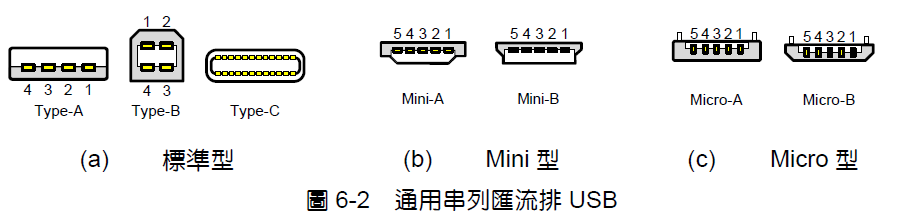 1 2
4 3 2 1
4 3
Type-A
Type-B
Type-C
5 4 3 2 1
5 4 3 2 1
Mini-A
Mini-B
5 4 3 2 1
5 4 3 2 1
Micro-A
Micro-B
(a) 標準型
(b) Mini 型
(c) Micro 型
圖 6-2 通用串列匯流排 USB